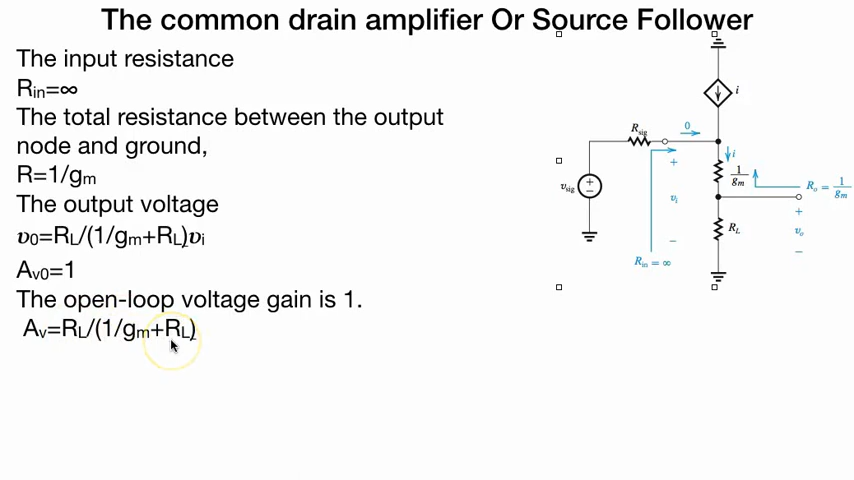 The common drain amplifier Or Source Follower
The input resistance
Rin=∞
The total resistance between the output
node and ground,
R=1/gm
The output voltage
υ0=RL/(1/gm+RL)υi
Av0=1
The open-loop voltage gain is 1.
Av=RL/(1/gm+RL)
i
Rsig
0
i
+
1/gm
Ro = 1/gm
vsig
+
−
vi
+
RL
vo
−
−
Rin = ∞